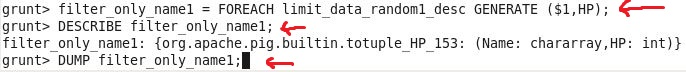 grunt> filter_only_name1 = FOREACH limit_data_random1_desc GENERATE ($1,HP);
grunt> DESCRIBE filter_only_name1;
filter_only_name1: {org.apache.pig.builtin.totuple_HP_153: (Name: chararray,HP: int)}
grunt> DUMP filter_only_name1;